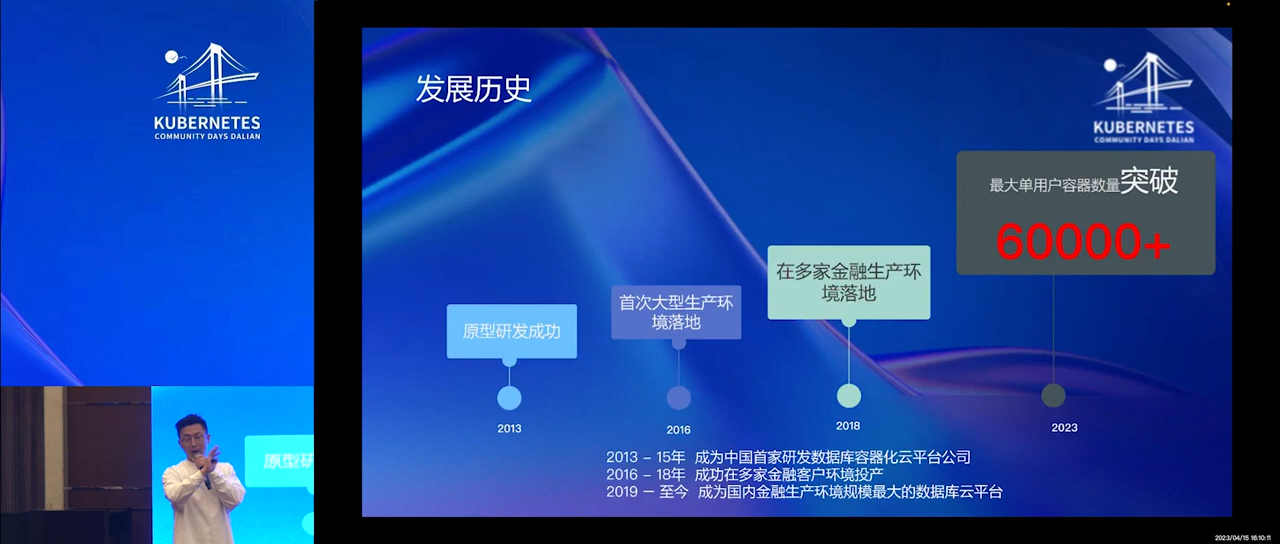 KUBERNETES
COMMUNITY DAYS DALIAN
原型研
发展历史
KUBERNETES
COMMUNITY DAYS DALIAN
原型研发成功
首次大型生产环
境落地
在多家金融生产环
境落地
最大单用户容器数量突破
60000+
2013
2016
2018
2023
2013 – 15年 成为中国首家研发数据库容器化云平台公司
2016 – 18年 成功在多家金融客户环境投产
2019 — 至今 成为国内金融生产环境规模最大的数据库云平台
2023/04/15 16:10:11